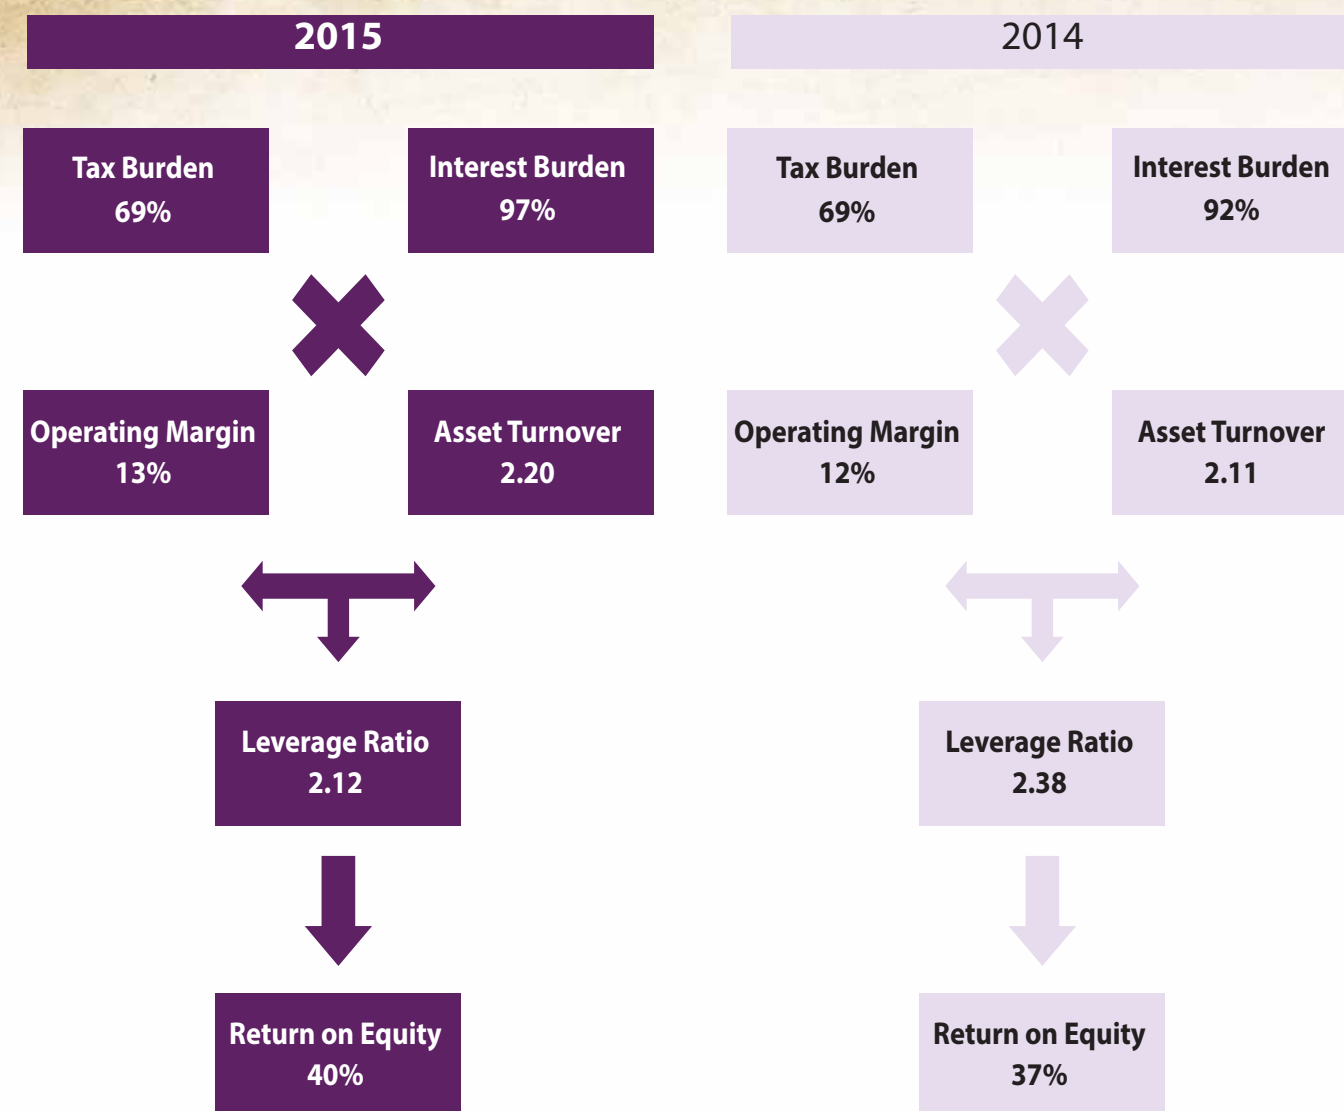 2015
Tax Burden
69%
Interest Burden
97%
Operating Margin
13%
Asset Turnover
2.20
Leverage Ratio
2.12
Return on Equity
40%
2014
Tax Burden
69%
Interest Burden
92%
Operating Margin
12%
Asset Turnover
2.11
Leverage Ratio
2.38
Return on Equity
37%